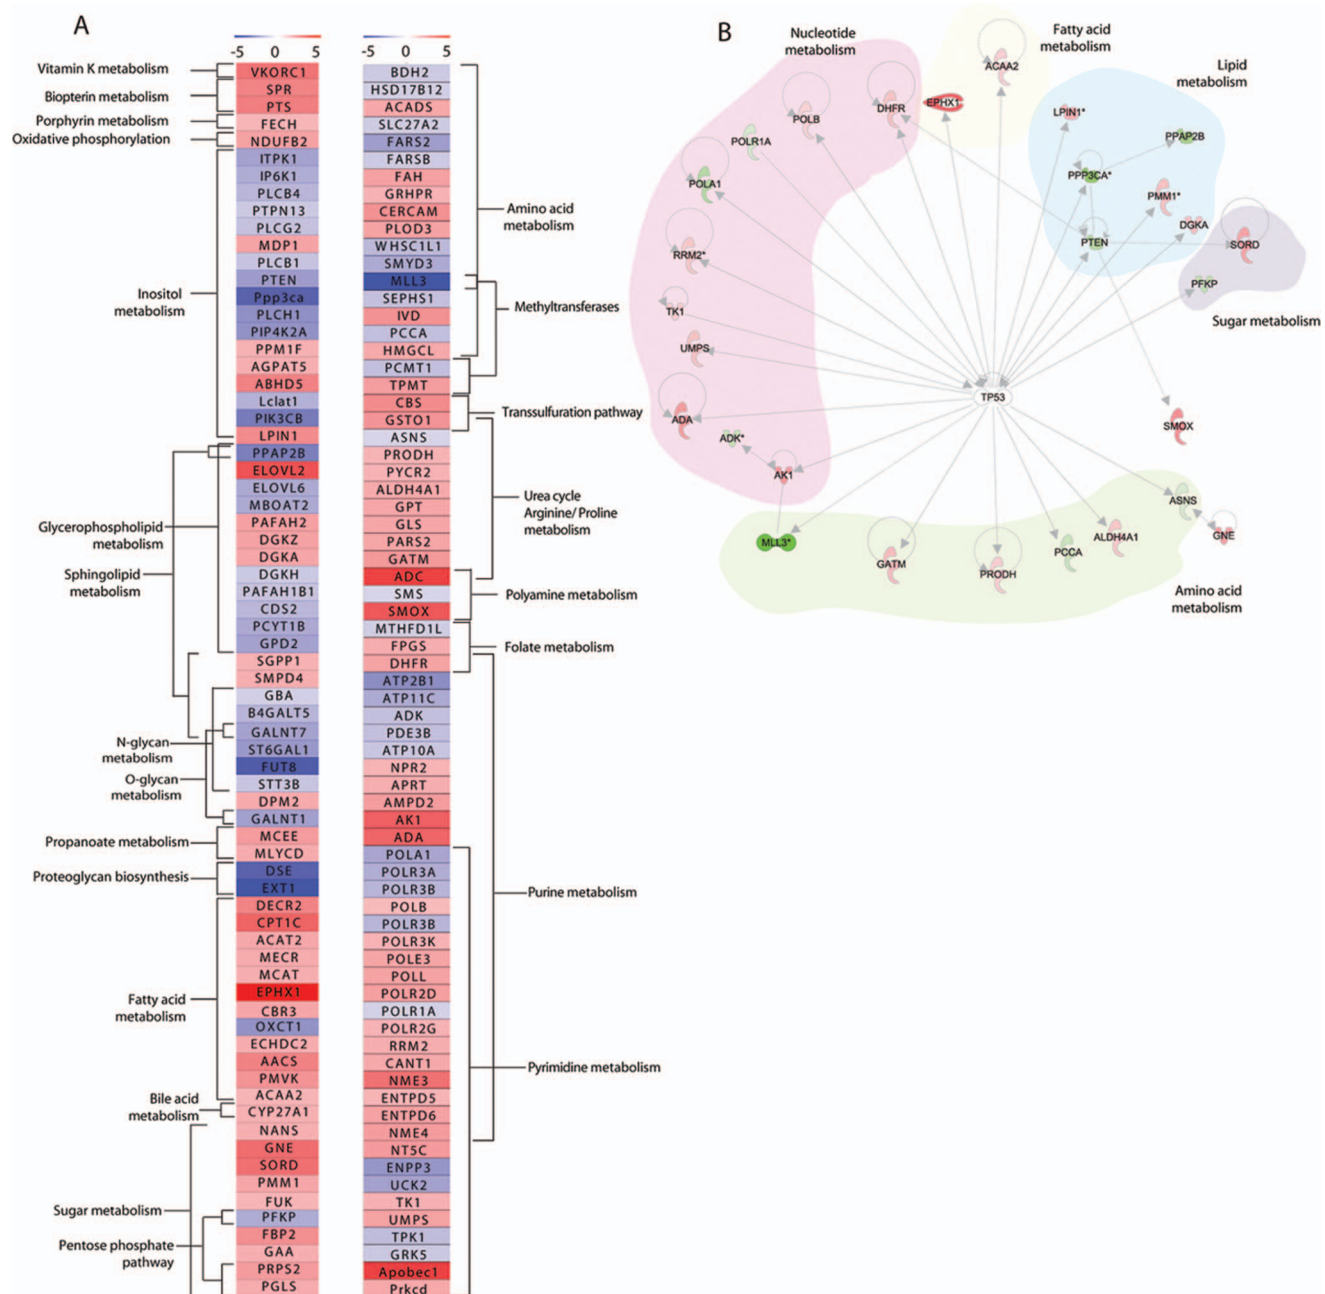 A
-5 0 5
-5 0 5
Vitamin K metabolism
Biopterin metabolism
Porphyrin metabolism
Oxidative phosphorylation
Inositol
metabolism
Glycerophospholipid
metabolism
Sphingolipid
metabolism
N-glycan
metabolism
O-glycan
metabolism
Propanoate metabolism
Proteoglycan biosynthesis
Fatty acid
metabolism
Bile acid
metabolism
Sugar metabolism
Pentose phosphate
pathway
VKORC1
SPR
PTS
FECH
NDUFB2
ITPK1
IP6K1
PLCB4
PTPN13
PLCG2
MDP1
PLCB1
PTEN
Ppp3ca
PLCH1
PIP4K2A
PPM1F
AGPAT5
ABHD5
Lclat1
PIK3CB
LPIN1
PPAP2B
ELOVL2
ELOVL6
MBOAT2
PAFAH2
DGKZ
DGKA
DGKH
PAFAH1B1
CDS2
PCYT1B
GPD2
SGPP1
SMPD4
GBA
B4GALT5
GALNT7
ST6GAL1
FUT8
STT3B
DPM2
GALNT1
MCEE
MLYCD
DSE
EXT1
DECR2
CPT1C
ACAT2
MECR
MCAT
EPHX1
CBR3
OXCT1
ECHDC2
AACS
PMVK
ACAA2
CYP27A1
NANS
GNE
SORD
PMM1
FUK
PFKP
FBP2
GAA
PRPS2
PGLS
BDH2
HSD17B12
ACADS
SLC27A2
FARS2
FARSB
FAH
GRHPR
CERCAM
PLOD3
WHSC1L1
SMYD3
MLL3
SEPHS1
IVD
PCCA
HMGCL
PCMT1
TPMT
CBS
GSTO1
ASNS
PRODH
PYCR2
ALDH4A1
GPT
GLS
PARS2
GATM
ADC
SMS
SMOX
MTHFD1L
FPGS
DHFR
ATP2B1
ATP11C
ADK
PDE3B
ATP10A
NPR2
APRT
AMPD2
AK1
ADA
POLA1
POLR3A
POLR3B
POLB
POLR3B
POLR3K
POLE3
POLL
POLR2D
POLR1A
POLR2G
RRM2
CANT1
NME3
ENTPD5
ENTPD6
NME4
NT5C
ENPP3
UCK2
TK1
UMPS
TPK1
GRK5
Apobec1
Prkcd
Amino acid
metabolism
Methyltransferases
Transsulfuration pathway
Urea cycle
Arginine/ Proline
metabolism
Polyamine metabolism
Folate metabolism
Purine metabolism
Pyrimidine metabolism
B
Nucleotide
metabolism
Fatty acid
metabolism
Lipid
metabolism
Sugar metabolism
Amino acid
metabolism
ACAA2
EPHX1
DHFR
POLB
POLR1A
POLA1
RRM2*
TK1
UMPS
ADA
ADK*
AK1
LPIN1*
PPAP2B
PPP3CA*
PMM1*
DGKA
PTEN
SORD
PFKP
TP53
SMOX
ASNS
GNE
MLL3*
GATM
PRODH
PCCA
ALDH4A1